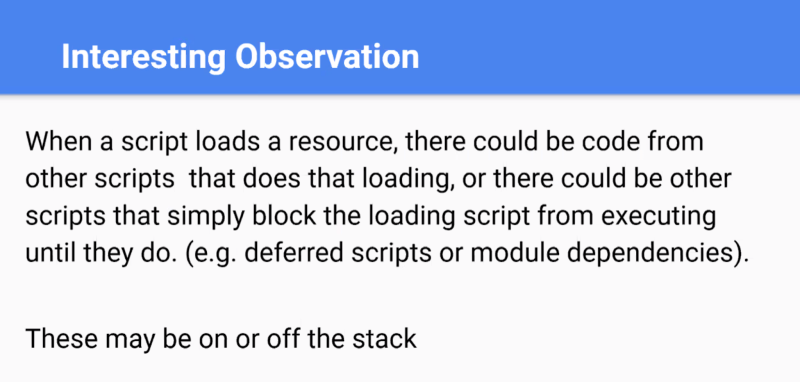 Interesting Observation
When a script loads a resource, there could be code from
other scripts  that does that loading, or there could be other
scripts that simply block the loading script from executing
until they do. (e.g. deferred scripts or module dependencies).
These may be on or off the stack